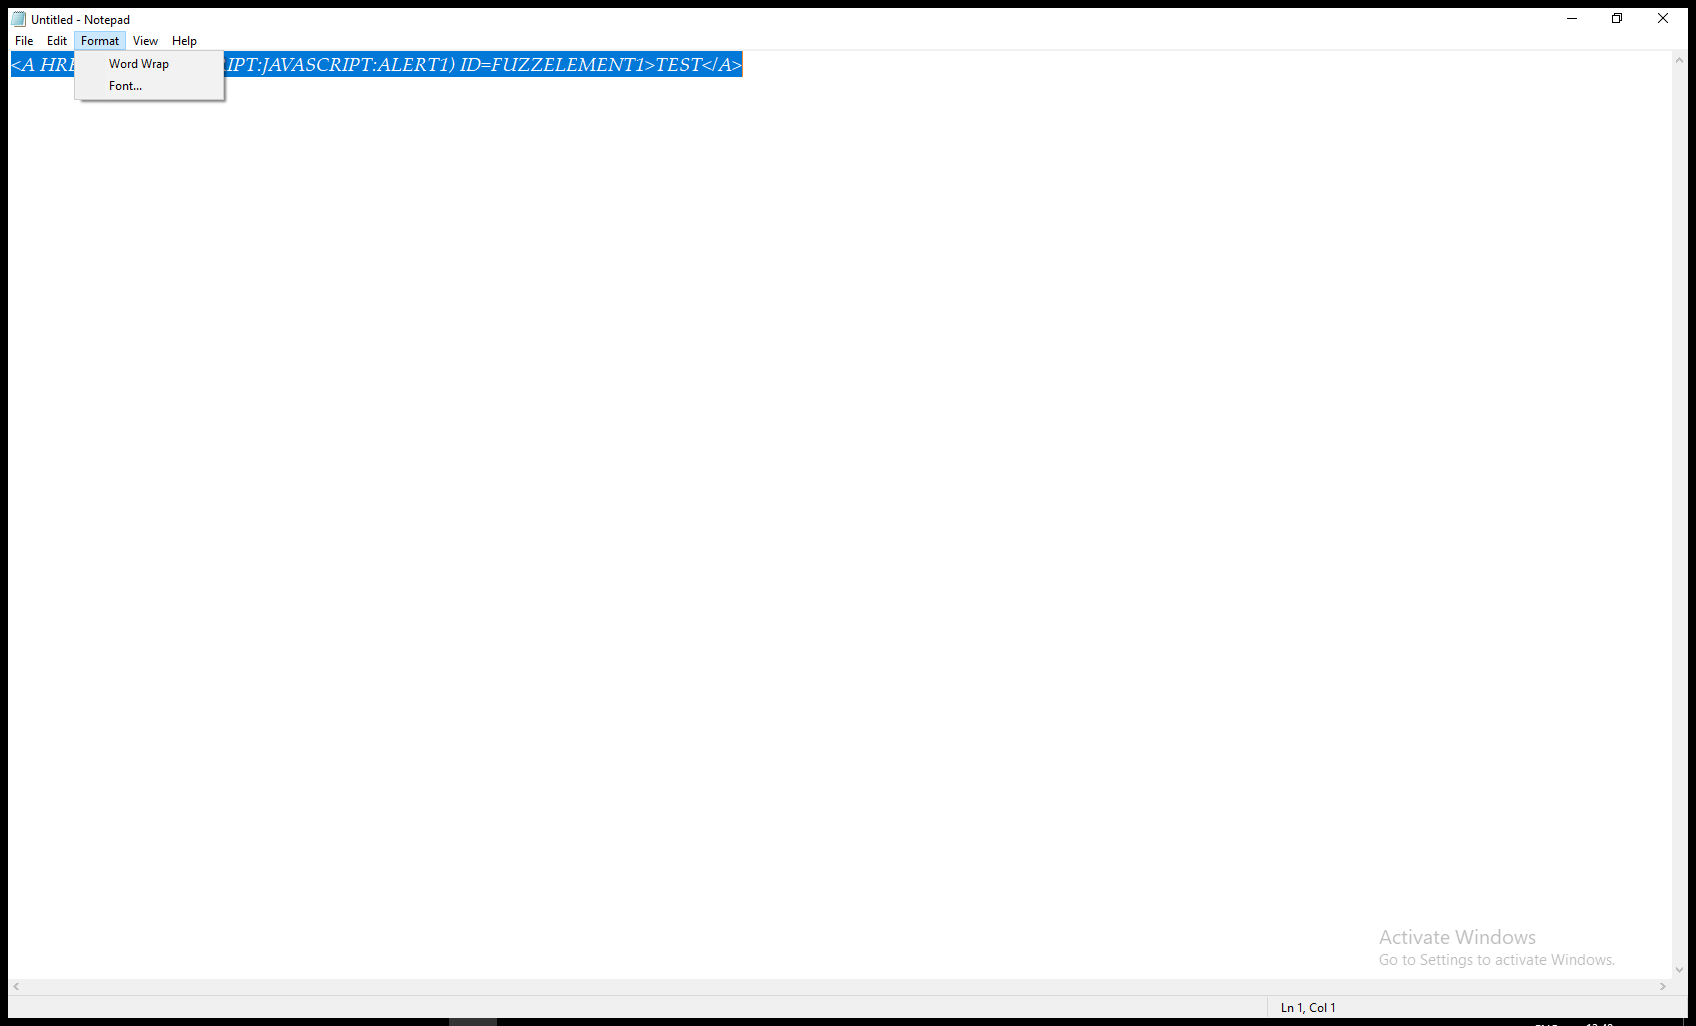 Untitled - Notepad
File Edit Format View Help
<A HRE IPT:JAVASCRIPT:ALERT1) ID=FUZZELEMENT1>TEST</A>
Word Wrap
Font...
Activate Windows
Go to Settings to activate Windows.
Ln 1, Col 1